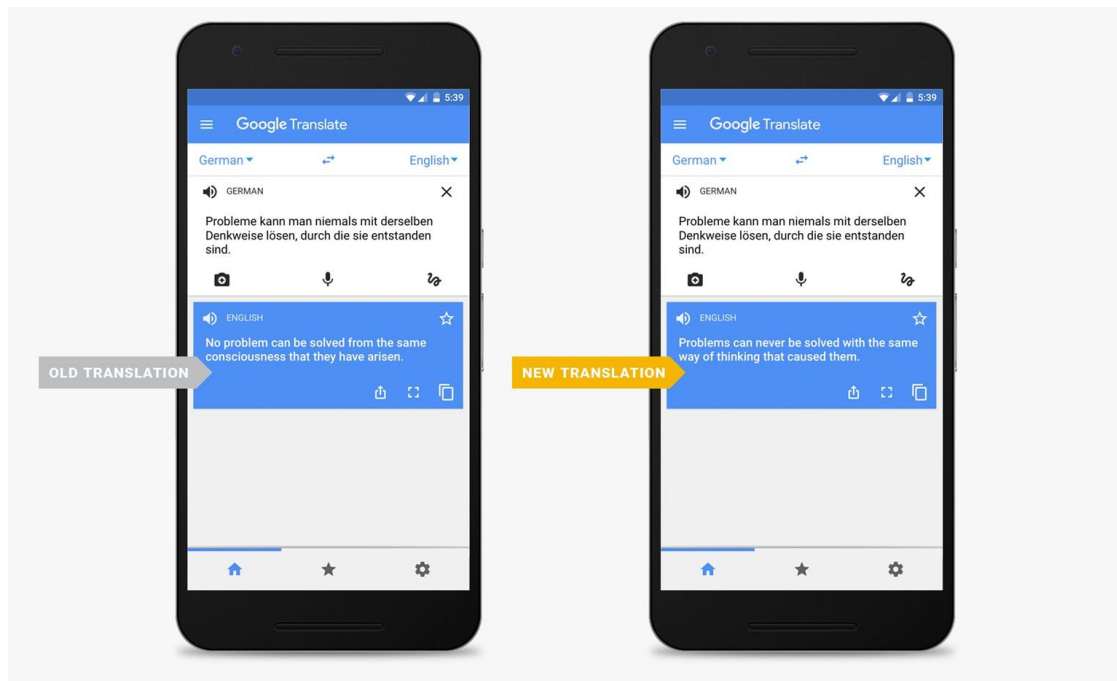 5:39
Google Translate
German
English
GERMAN
Probleme kann man niemals mit derselben
Denkweise lösen, durch die sie entstanden
sind.
ENGLISH
No problem can be solved from the same
consciousness that they have arisen.
OLD TRANSLATION
5:39
Google Translate
German
English
GERMAN
Probleme kann man niemals mit derselben
Denkweise lösen, durch die sie entstanden
sind.
ENGLISH
Problems can never be solved with the same
way of thinking that caused them.
NEW TRANSLATION